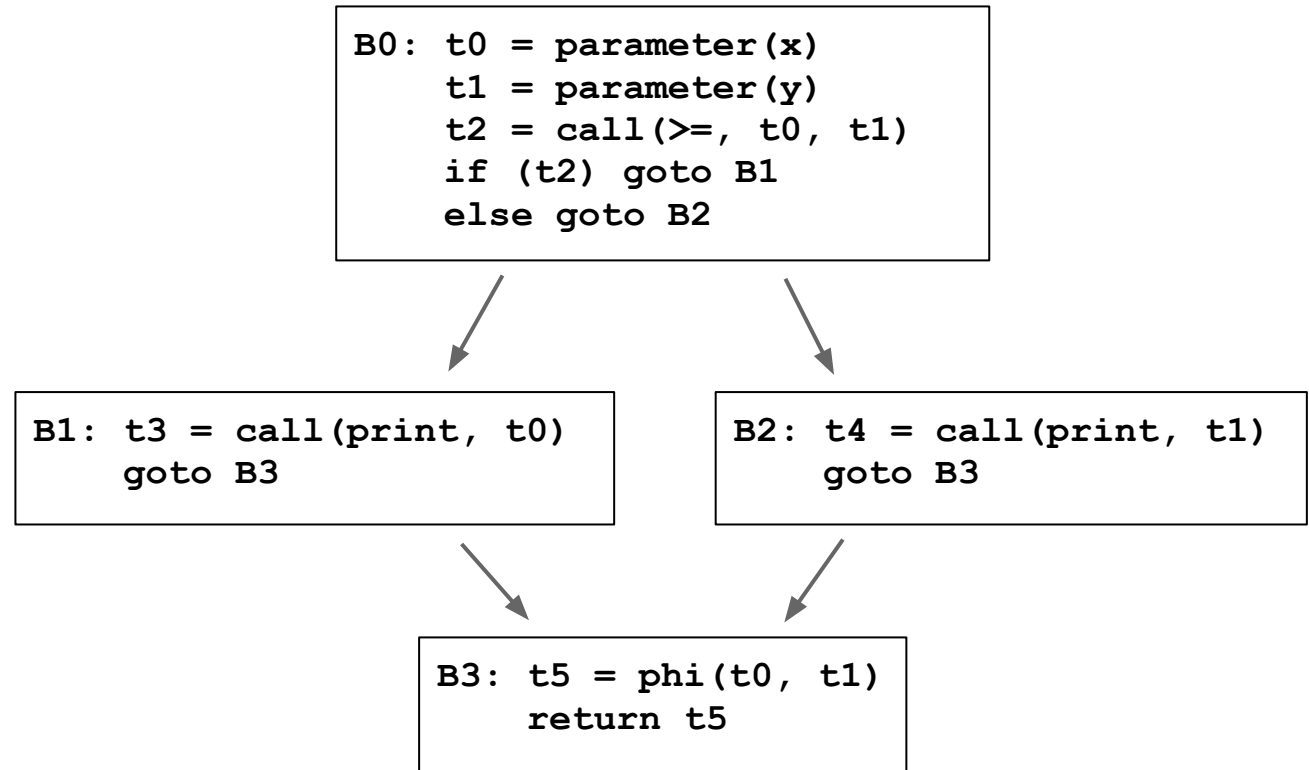 B0: t0 = parameter(x)
t1 = parameter(y)
t2 = call(>=, t0, t1)
if (t2) goto B1
else goto B2
B1: t3 = call(print, t0)
goto B3
B2: t4 = call(print, t1)
goto B3
B3: t5 = phi(t0, t1)
return t5